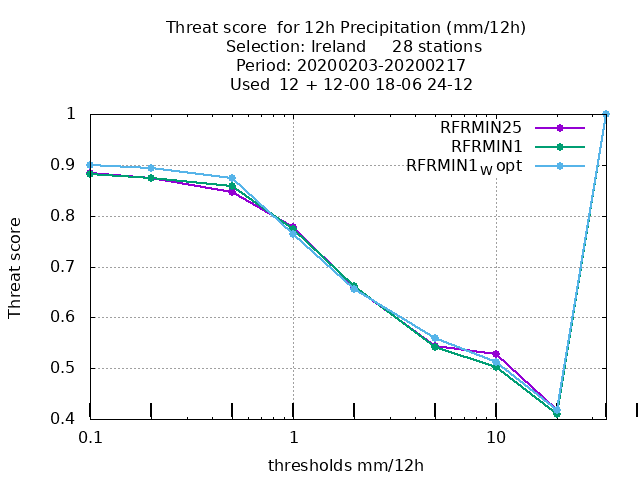 Threat score  for 12h Precipitation (mm/12h)
Selection: Ireland     28 stations
Period: 20200203-20200217
Used  12 + 12-00 18-06 24-12
RFRMIN25
RFRMIN1
RFRMIN1w opt
1
0.9
0.8
0.7
0.6
0.5
0.4
Threat score
0.1 1 10
thresholds mm/12h